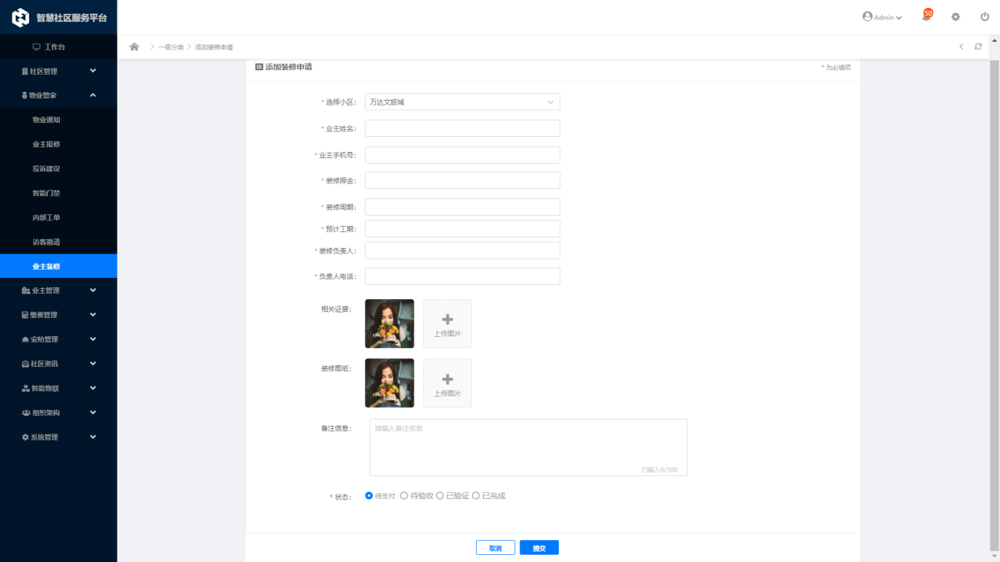 智慧社区服务平台
Admin
50
工作台
一级分类
添加装修申请
社区管理
物业管家
物业通知
业主报修
投诉建议
智能门禁
内部工单
访客邀请
业主装修
业主管理
缴费管理
安防管理
社区资讯
智能物联
组织架构
系统管理
添加装修申请
* 为必填项
* 选择小区:
万达文旅城
* 业主姓名:
* 业主手机号:
* 装修押金:
* 装修周期:
* 预计工期:
* 装修负责人:
* 负责人电话:
相关证据:
上传图片
装修图纸:
上传图片
备注信息:
请输入备注信息
已输入0/300
* 状态:
待支付 待验收 已验证 已完成
取消
提交